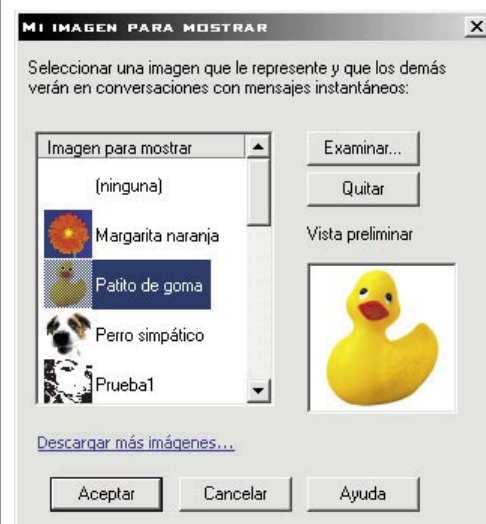 MI IMAGEN PARA MOSTRAR
Seleccionar una imagen que le represente y que los demás
verán en conversaciones con mensajes instantáneos:
Imagen para mostrar
(ninguna)
Margarita naranja
Patito de goma
Perro simpático
Prueba1
Examinar...
Quitar
Vista preliminar
Descargar más imágenes...
Aceptar
Cancelar
Ayuda